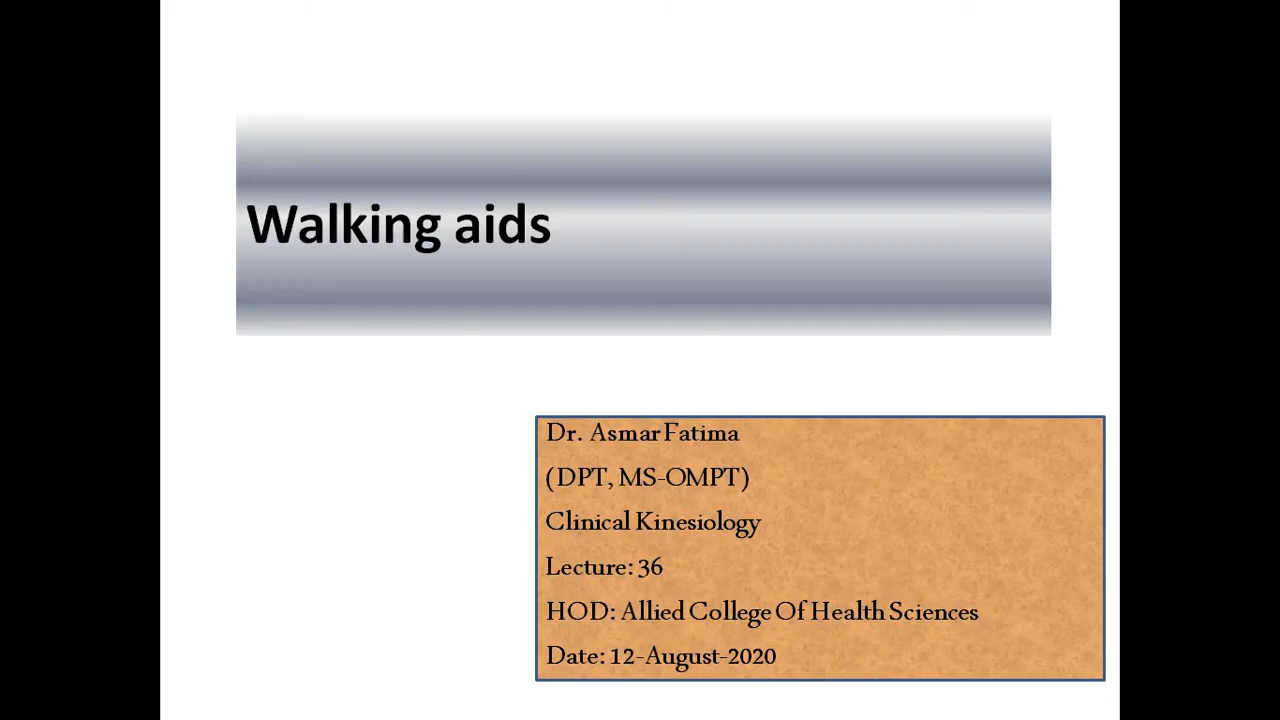 Walking aids
Dr. Asmar Fatima
(DPT, MS-OMPT)
Clinical Kinesiology
Lecture: 36
HOD: Allied College Of Health Sciences
Date: 12-August-2020